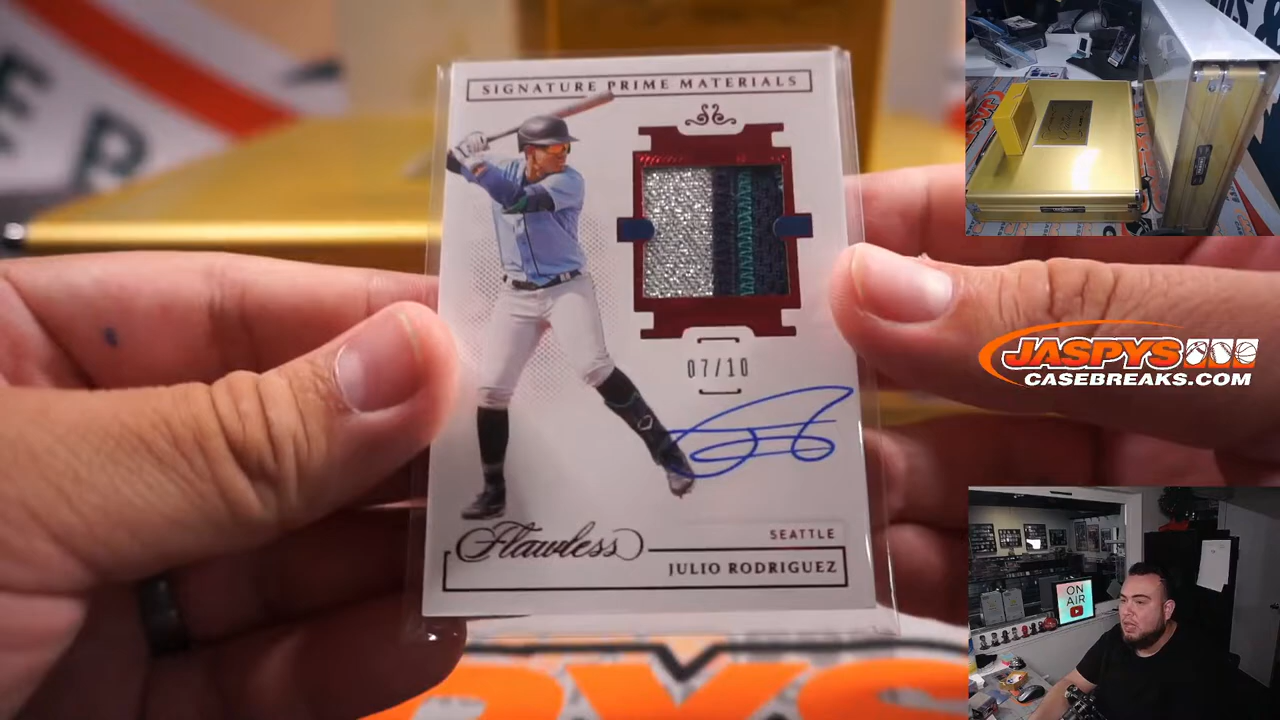 SIGNATURE PRIME MATERIALS
07/10
Flawless
SEATTLE
JULIO RODRIGUEZ
JASPYS
CASEBREAKS.COM
ON
AIR